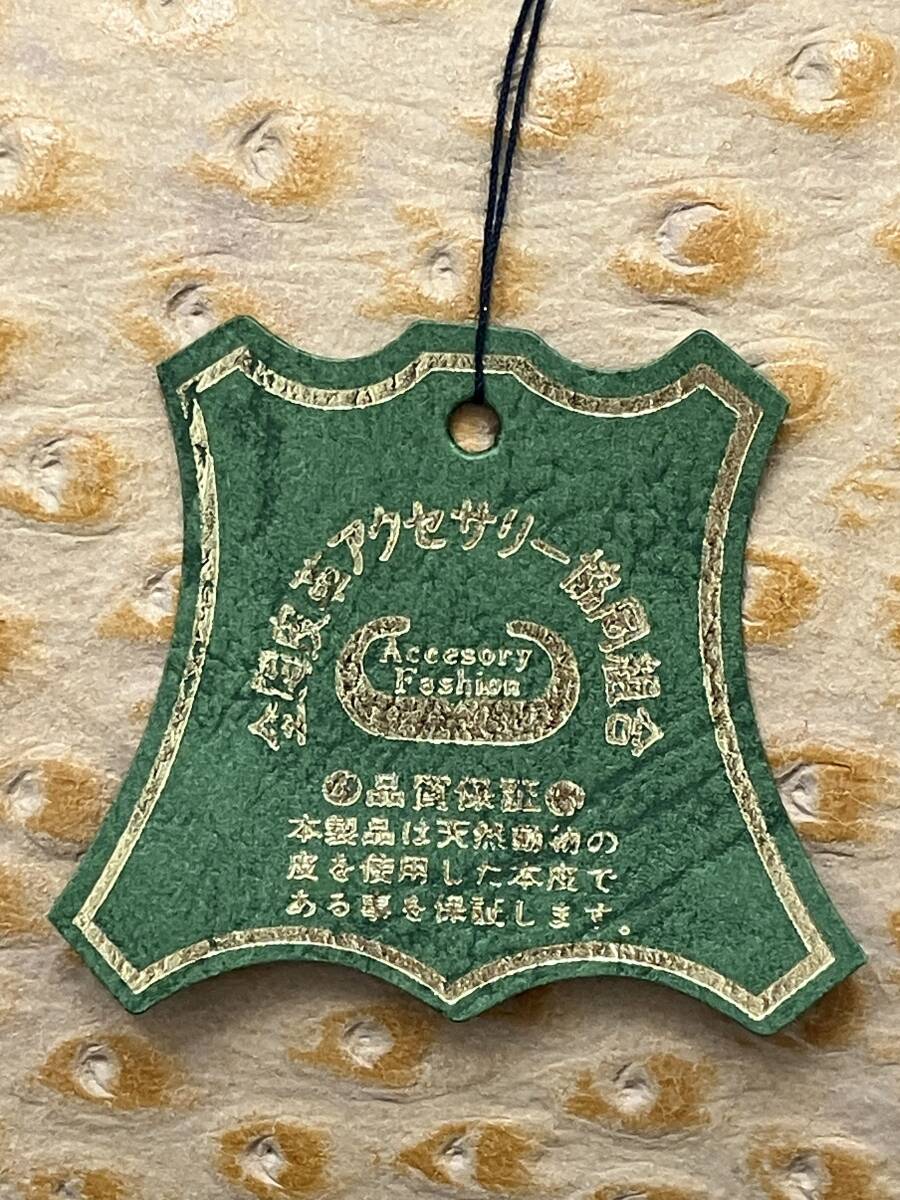 全国皮革アクセサリー協同組合
Accesory
Fashion
品質保証
本製品は天然動物の
皮を使用した本皮で
ある事を保証します。